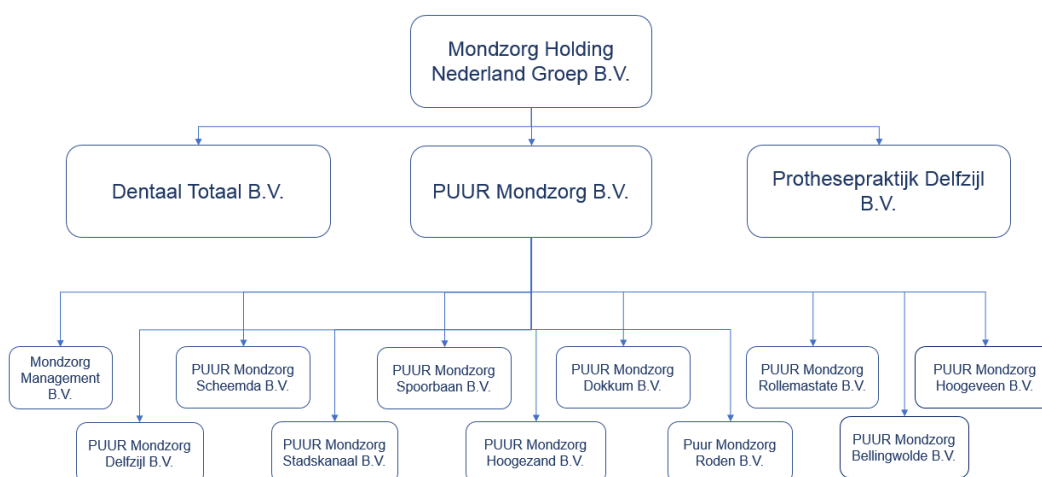 Mondzorg Holding
Nederland Groep B.V.
Dentaal Totaal B.V.
PUUR Mondzorg B.V.
Prothesepraktijk Delfzijl
B.V.
Mondzorg
Management
B.V.
PUUR Mondzorg
Scheemda B.V.
PUUR Mondzorg
Spoorbaan B.V.
PUUR Mondzorg
Dokkum B.V.
PUUR Mondzorg
Rollemastate B.V.
PUUR Mondzorg
Hoogeveen B.V.
PUUR Mondzorg
Delfzijl B.V.
PUUR Mondzorg
Stadskanaal B.V.
PUUR Mondzorg
Hoogezand B.V.
Puur Mondzorg
Roden B.V.
PUUR Mondzorg
Bellingwolde B.V.